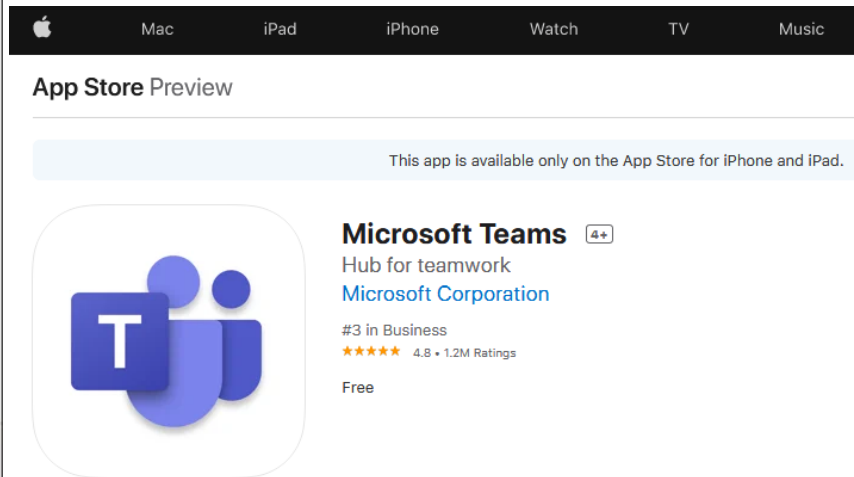 Mac iPad iPhone Watch TV Music
App Store Preview
This app is available only on the App Store for iPhone and iPad.
T
Microsoft Teams 4+
Hub for teamwork
Microsoft Corporation
#3 in Business
★★★★★ 4.8 • 1.2M Ratings
Free